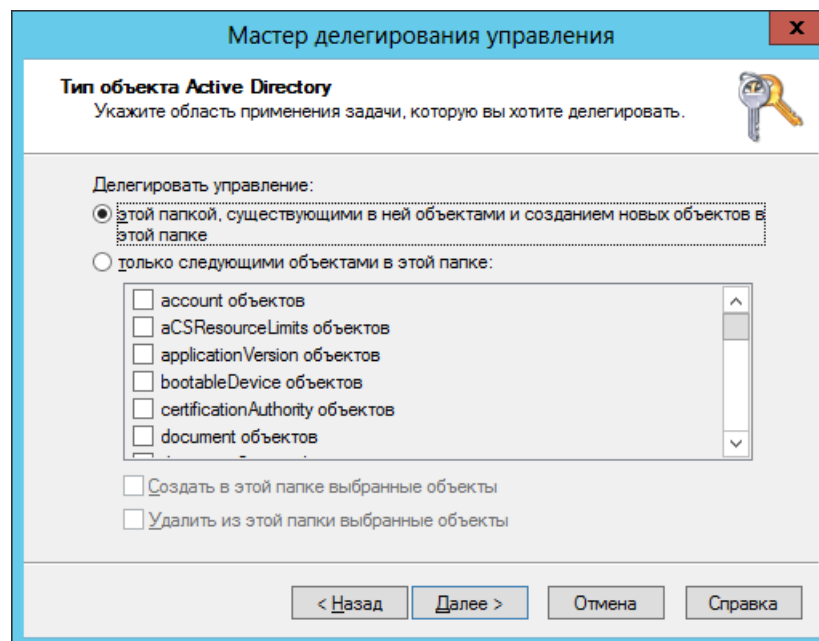 Мастер делегирования управления
x
Тип объекта Active Directory
Укажите область применения задачи, которую вы хотите делегировать.
Делегировать управление:
этой папкой, существующими в ней объектами и созданием новых объектов в
этой папке
только следующими объектами в этой папке:
account объектов
aCSResourceLimits объектов
applicationVersion объектов
bootableDevice объектов
certificationAuthority объектов
document объектов
Создать в этой папке выбранные объекты
Удалить из этой папки выбранные объекты
< Назад
Далее >
Отмена
Справка